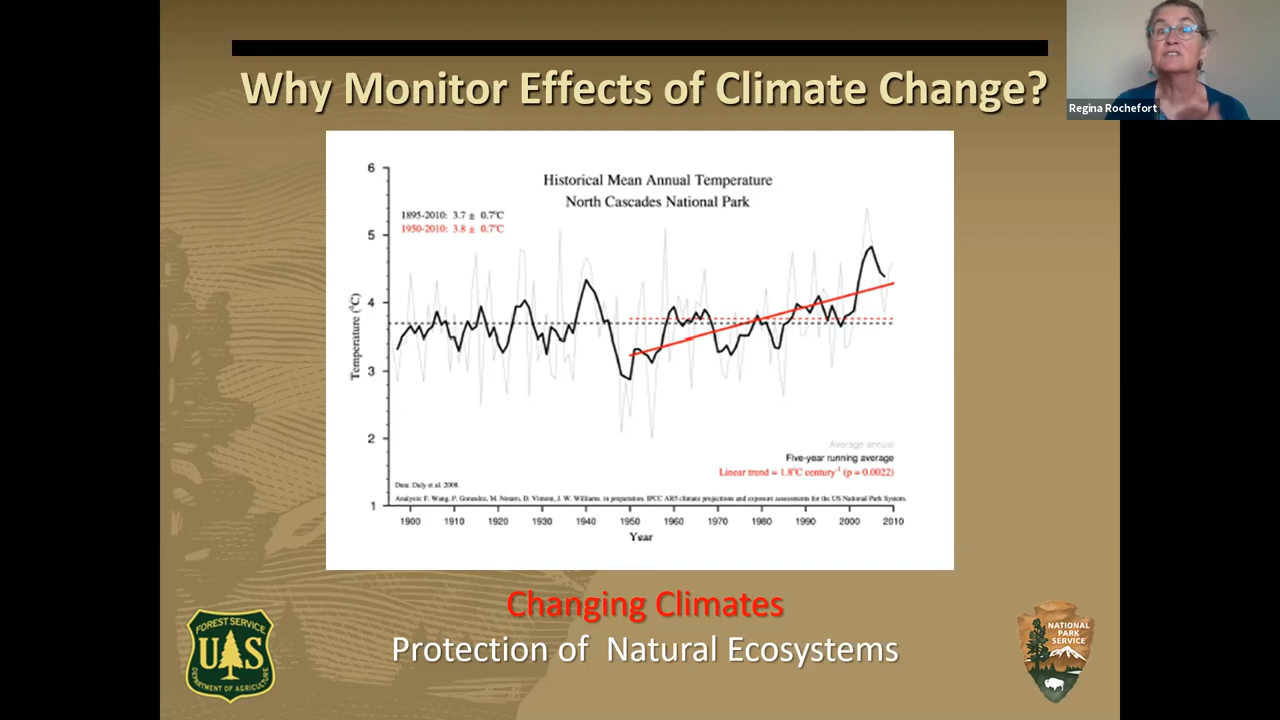 Why Monitor Effects of Climate Change?
Regina Rochefort
Historical Mean Annual Temperature
North Cascades National Park
1895-2010: 3.7 ± 0.7°C
1950-2010: 3.8 ± 0.7°C
6
5
4
3
2
1
Temperature (°C)
Average annual
Five-year running average
Linear trend = 1.8°C century⁻¹ (p = 0.0022)
Data: Daly et al. 2008.
Analysis: F. Wang, P. Gonzalez, M. Notaro, D. Vimont, J. W. Williams. in preparation. IPCC AR5 climate projections and exposure assessments for the US National Park System.
1900 1910 1920 1930 1940 1950 1960 1970 1980 1990 2000 2010
Year
Changing Climates
Protection of Natural Ecosystems
FOREST SERVICE
U S
DEPARTMENT OF AGRICULTURE
NATIONAL
PARK
SERVICE